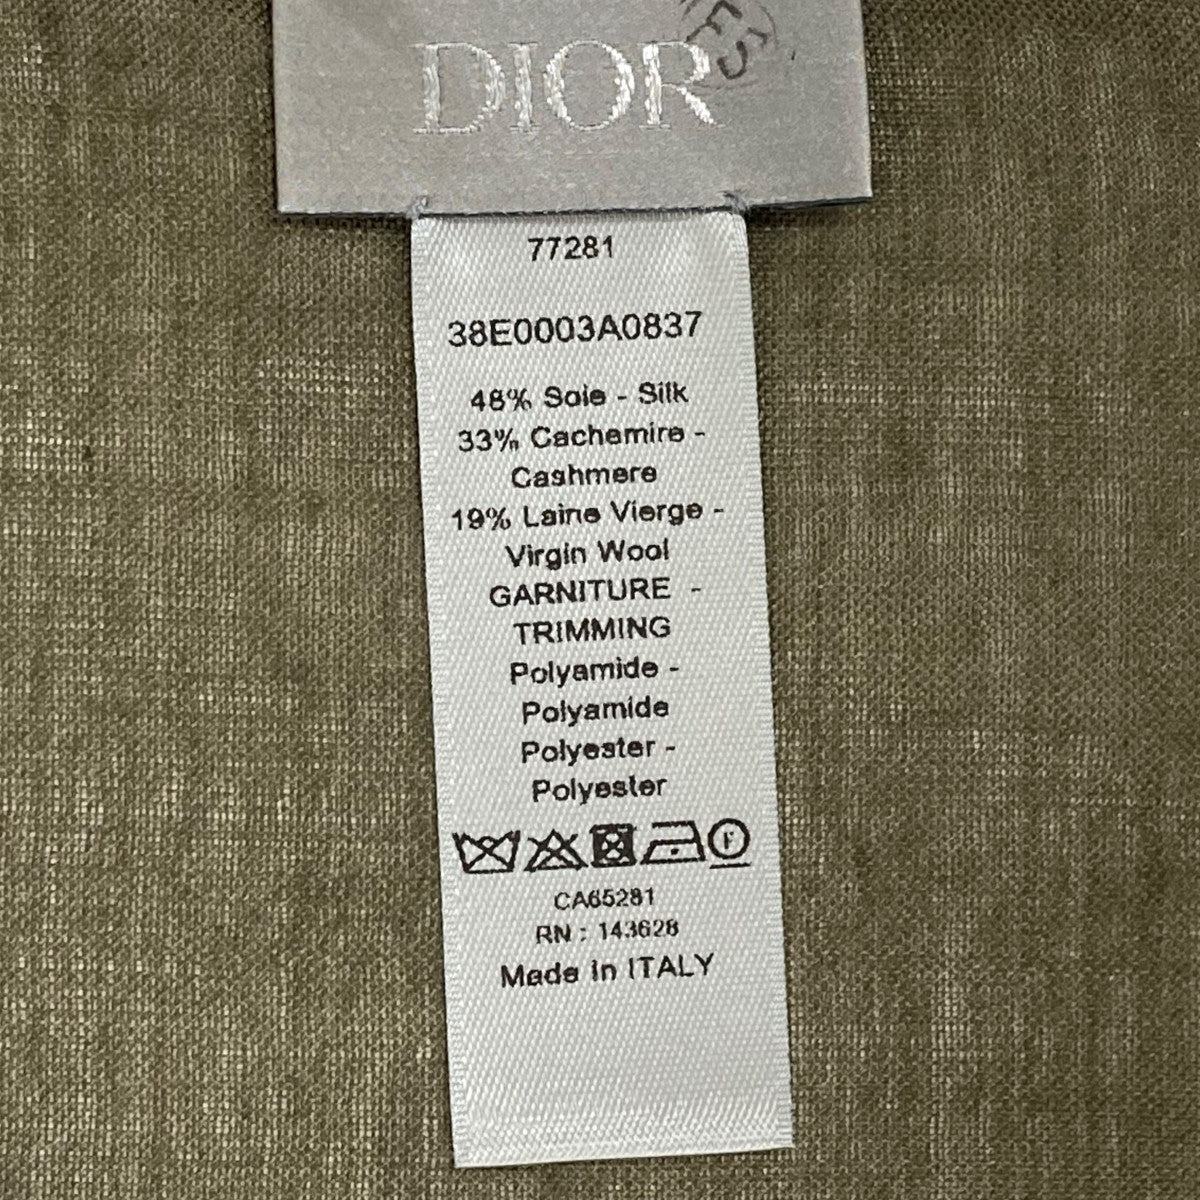 DIOR
77281
38E0003A0837
48% Soie - Silk
33% Cachemire -
Cashmere
19% Laine Vierge -
Virgin Wool
GARNITURE -
TRIMMING
Polyamide -
Polyamide
Polyester -
Polyester
F
CA65281
RN : 143628
Made in ITALY